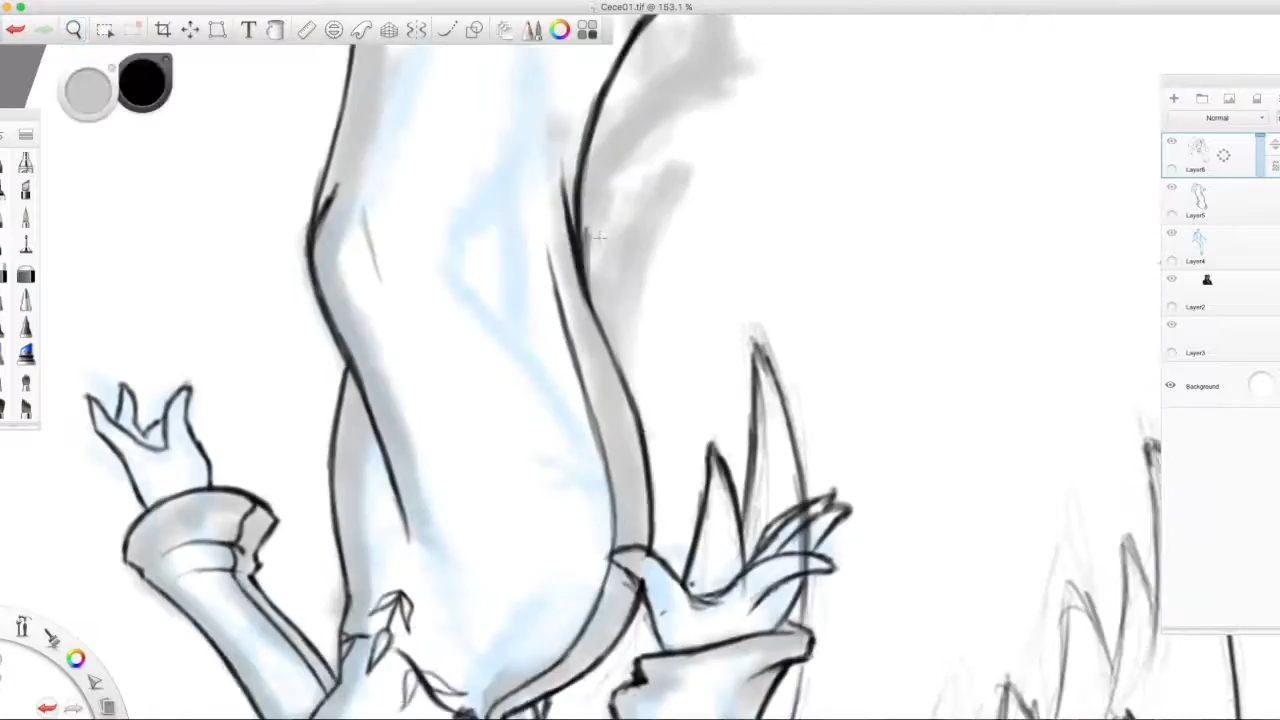 Cece01.tif @ 153.1 %
T
Normal
Layer6
Layer5
Layer4
Layer2
Layer3
Background